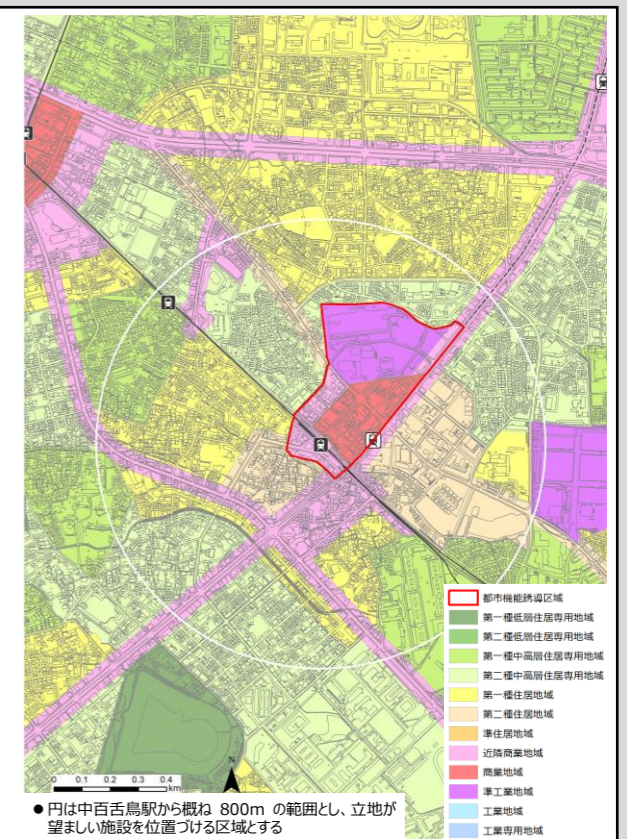 都市機能誘導区域
第一種低層住居専用地域
第二種低層住居専用地域
第一種中高層住居専用地域
第二種中高層住居専用地域
第一種住居地域
第二種住居地域
準住居地域
近隣商業地域
商業地域
準工業地域
工業地域
工業専用地域
N
0 0.1 0.2 0.3 0.4
km
●円は中百舌鳥駅から概ね 800m の範囲とし、立地が
望ましい施設を位置づける区域とする